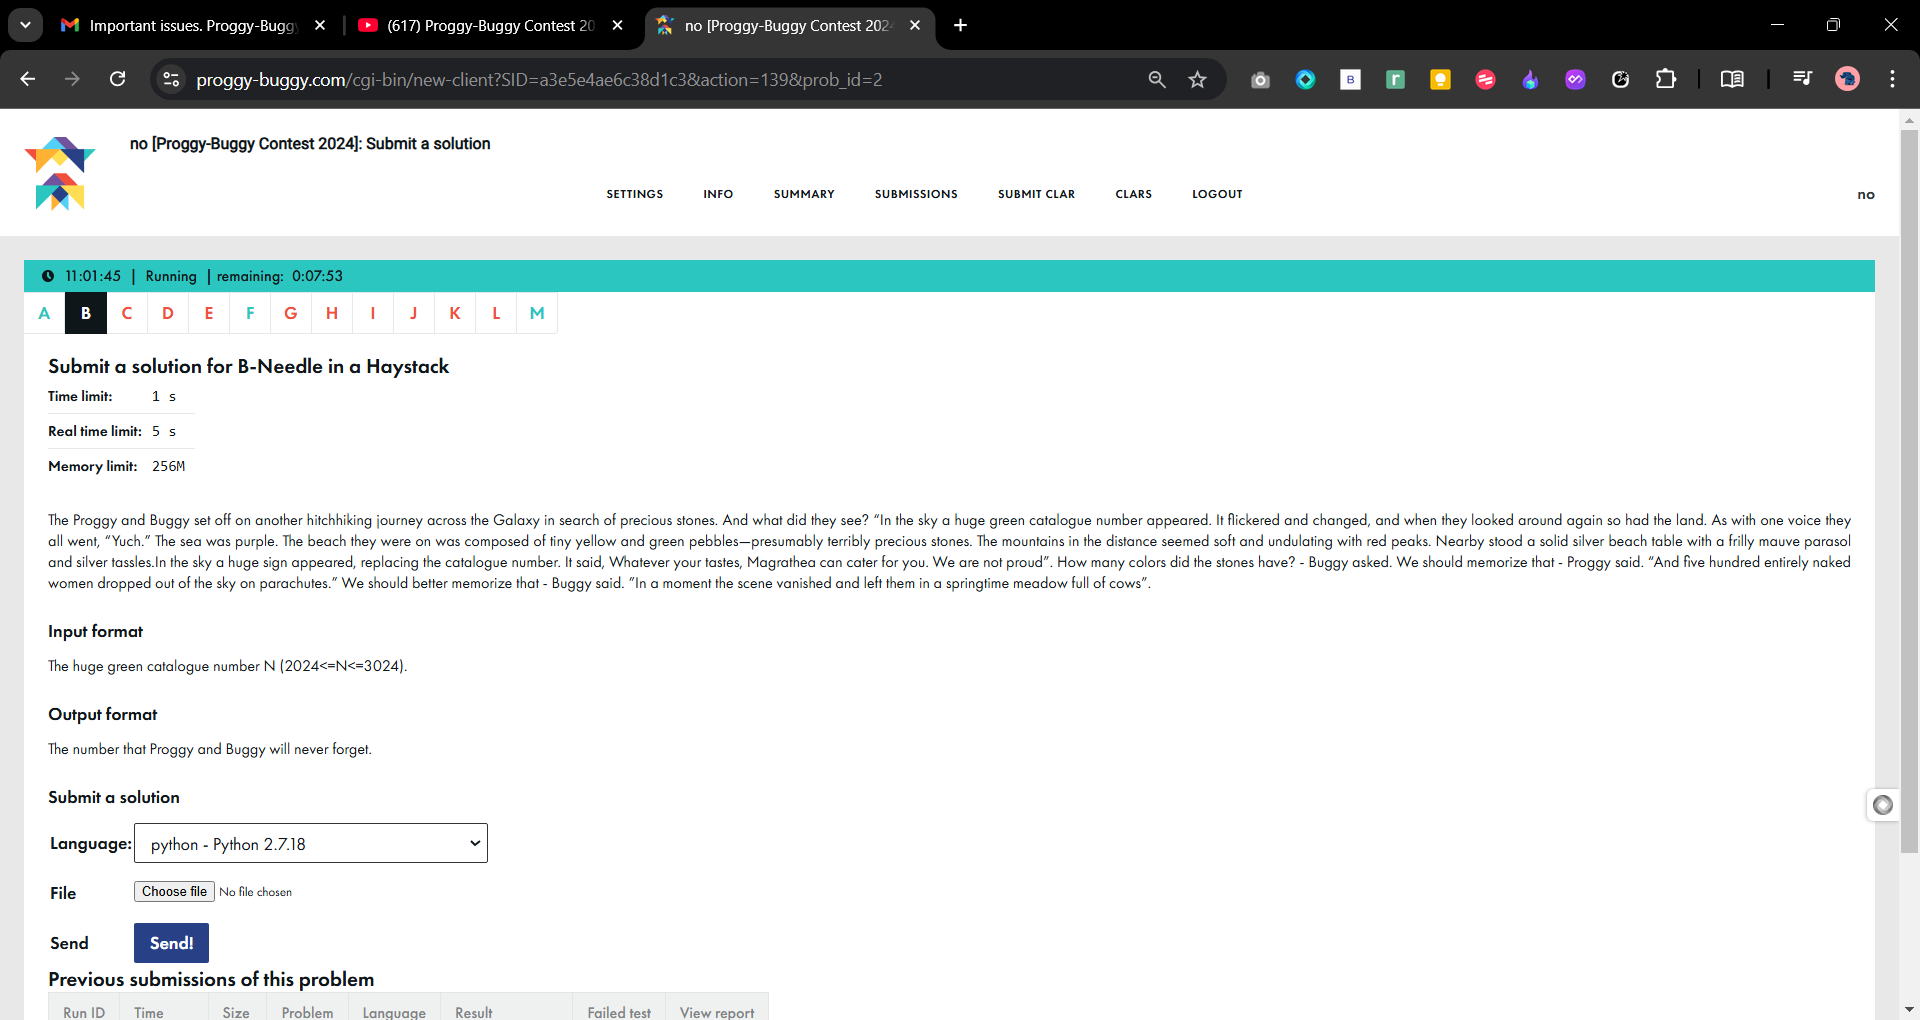 Important issues. Proggy-Bugg
(617) Proggy-Buggy Contest 20
no [Proggy-Buggy Contest 202
proggy-buggy.com/cgi-bin/new-client?SID=a3e5e4ae6c38d1c3&action=139&prob_id=2
no [Proggy-Buggy Contest 2024]: Submit a solution
SETTINGS INFO SUMMARY SUBMISSIONS SUBMIT CLAR CLARS LOGOUT no
11:01:45 | Running | remaining: 0:07:53
A B C D E F G H I J K L M
Submit a solution for B-Needle in a Haystack
Time limit: 1 s
Real time limit: 5 s
Memory limit: 256M
The Proggy and Buggy set off on another hitchhiking journey across the Galaxy in search of precious stones. And what did they see? “In the sky a huge green catalogue number appeared. It flickered and changed, and when they looked around again so had the land. As with one voice they
all went, “Yuch.” The sea was purple. The beach they were on was composed of tiny yellow and green pebbles—presumably terribly precious stones. The mountains in the distance seemed soft and undulating with red peaks. Nearby stood a solid silver beach table with a frilly mauve parasol
and silver tassles.In the sky a huge sign appeared, replacing the catalogue number. It said, Whatever your tastes, Magrathea can cater for you. We are not proud”. How many colors did the stones have? - Buggy asked. We should memorize that - Proggy said. “And five hundred entirely naked
women dropped out of the sky on parachutes.” We should better memorize that - Buggy said. ”In a moment the scene vanished and left them in a springtime meadow full of cows”.
Input format
The huge green catalogue number N (2024<=N<=3024).
Output format
The number that Proggy and Buggy will never forget.
Submit a solution
Language: python - Python 2.7.18
File Choose file No file chosen
Send Send!
Previous submissions of this problem
Run ID Time Size Problem Language Result Failed test View report